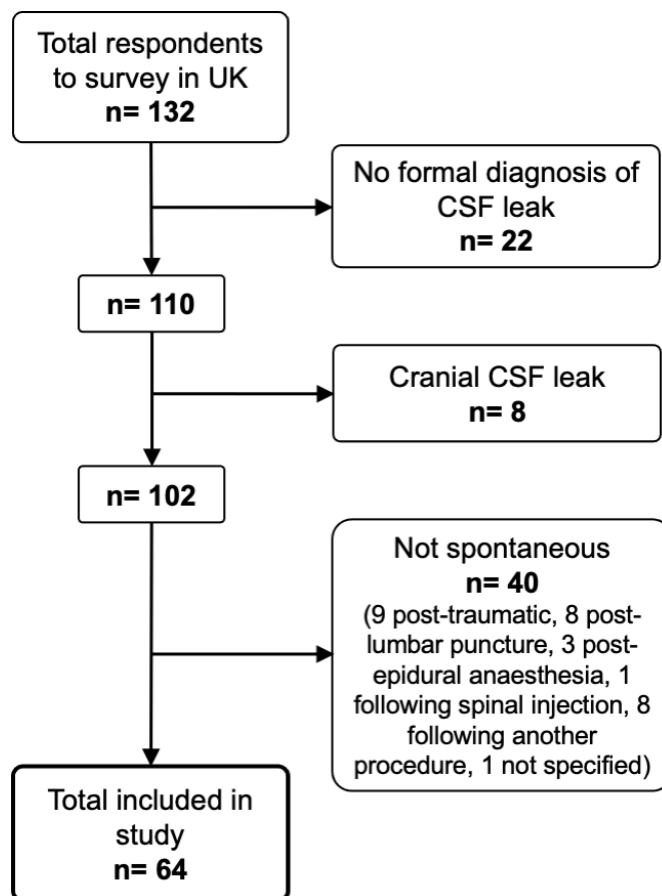 Total respondents
to survey in UK
n= 132
No formal diagnosis of
CSF leak
n= 22
n= 110
Cranial CSF leak
n= 8
n= 102
Not spontaneous
n= 40
(9 post-traumatic, 8 post-
lumbar puncture, 3 post-
epidural anaesthesia, 1
following spinal injection, 8
following another
procedure, 1 not specified)
Total included in
study
n= 64